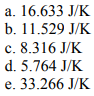 a. 16.633 J/K
b. 11.529 J/K
c. 8.316 J/K
d. 5.764 J/K
e. 33.266 J/K